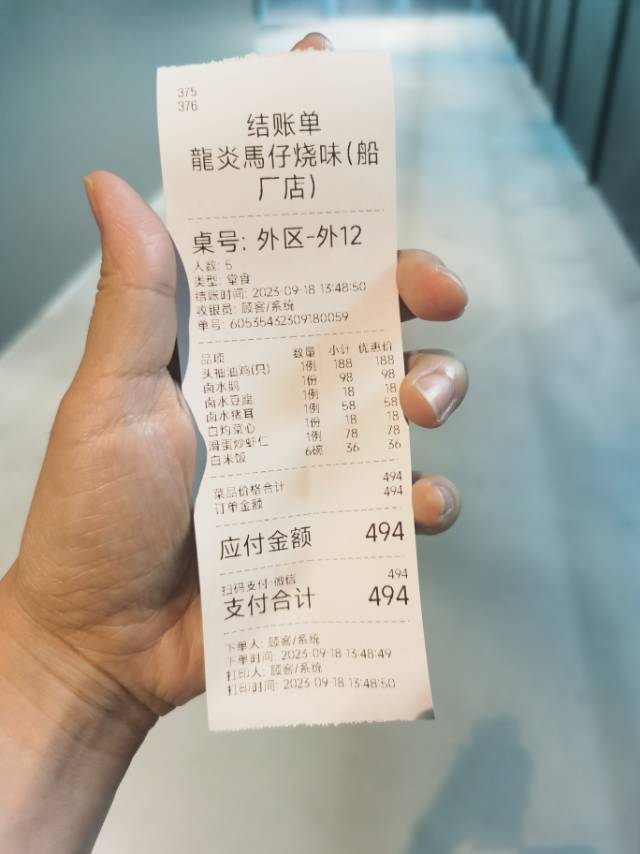 375
376
结账单
龍炎馬仔烧味(船
厂店)
桌号: 外区-外12
人数: 5
类型: 堂食
结账时间: 2023-09-18 13:48:50
收银员: 顾客/系统
单号: 60535432309180059
品项 数量 小计 优惠价
头抽油鸡(只) 1例 188 188
卤水鹅 1份 98 98
卤水豆腐 1例 18 18
卤水猪耳 1例 58 58
白灼菜心 1份 18 18
滑蛋炒虾仁 1例 78 78
白米饭 6碗 36 36
菜品价格合计 494
订单金额 494
应付金额 494
扫码支付-微信 494
支付合计 494
下单人: 顾客/系统
下单时间: 2023-09-18 13:48:49
打印人: 顾客/系统
打印时间: 2023-09-18 13:48:50